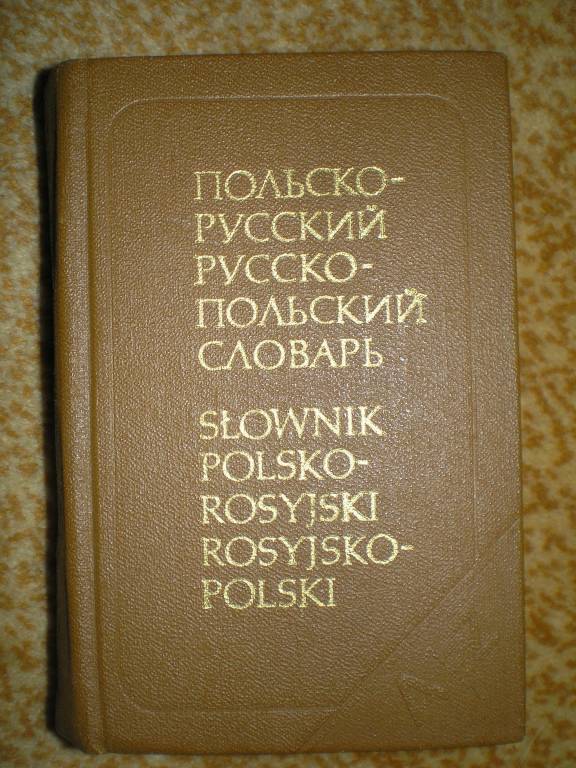 ПОЛЬСКО-
РУССКИЙ
РУССКО-
ПОЛЬСКИЙ
СЛОВАРЬ
SŁOWNIK
POLSKO-
ROSYJSKI
ROSYJSKO-
POLSKI